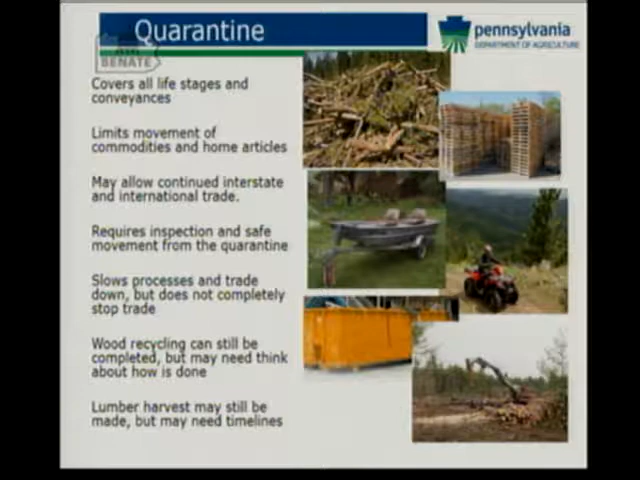 Quarantine
pennsylvania
DEPARTMENT OF AGRICULTURE
SENATE
Covers all life stages and
conveyances
Limits movement of
commodities and home articles
May allow continued interstate
and international trade.
Requires inspection and safe
movement from the quarantine
Slows processes and trade
down, but does not completely
stop trade
Wood recycling can still be
completed, but may need think
about how is done
Lumber harvest may still be
made, but may need timelines